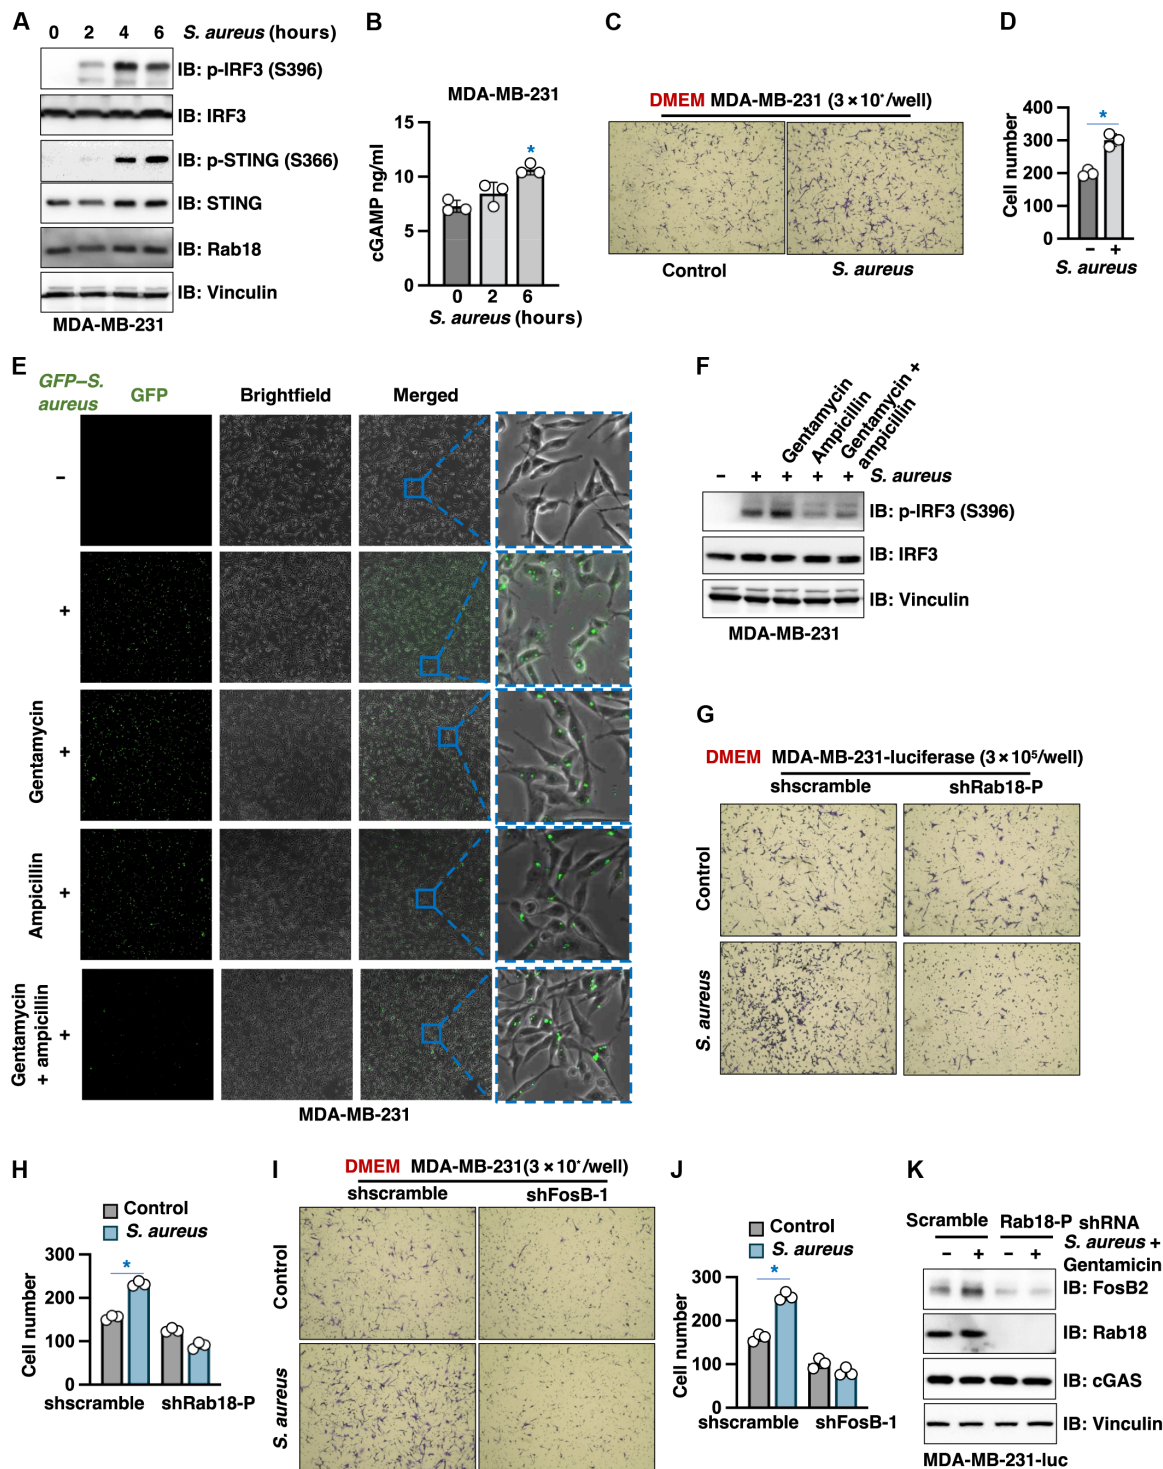 A
0 2 4 6 S. aureus (hours)
IB: p-IRF3 (S396)
IB: IRF3
IB: p-STING (S366)
IB: STING
IB: Rab18
IB: Vinculin
MDA-MB-231
B
MDA-MB-231
cGAMP ng/ml
15
10
5
0
*
0 2 6
S. aureus (hours)
C
DMEM MDA-MB-231 (3 × 10*/well)
Control
S. aureus
D
Cell number
400
300
200
100
0
*
– +
S. aureus
E
GFP–S. aureus
GFP
Brightfield
Merged
–
+
Gentamycin +
Ampicillin +
Gentamycin
+ ampicillin +
MDA-MB-231
F
Gentamycin
Ampicillin
Gentamycin +
ampicillin
– + + + + S. aureus
IB: p-IRF3 (S396)
IB: IRF3
IB: Vinculin
MDA-MB-231
G
DMEM MDA-MB-231-luciferase (3 × 10⁵/well)
shscramble shRab18-P
Control
S. aureus
H
Control
S. aureus
Cell number
300
200
100
0
*
shscramble shRab18-P
I
DMEM MDA-MB-231(3 × 10*/well)
shscramble shFosB-1
Control
S. aureus
J
Control
S. aureus
Cell number
300
200
100
0
*
shscramble shFosB-1
K
Scramble Rab18-P shRNA
S. aureus +
– + – + Gentamicin
IB: FosB2
IB: Rab18
IB: cGAS
IB: Vinculin
MDA-MB-231-luc